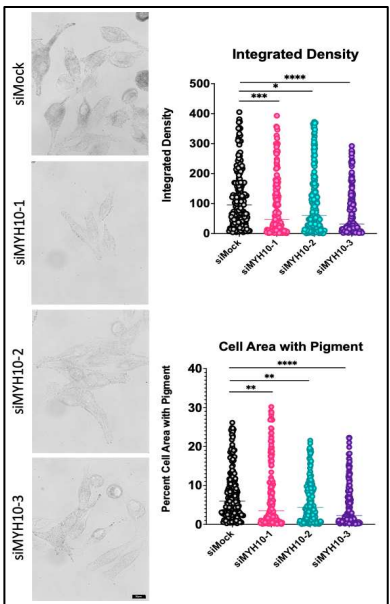 siMock
siMYH10-1
siMYH10-2
siMYH10-3
Integrated Density
Integrated Density
500
400
300
200
100
0
****
*
***
siMock
siMYH10-1
siMYH10-2
siMYH10-3
Cell Area with Pigment
Percent Cell Area with Pigment
40
30
20
10
0
****
**
**
siMock
siMYH10-1
siMYH10-2
siMYH10-3